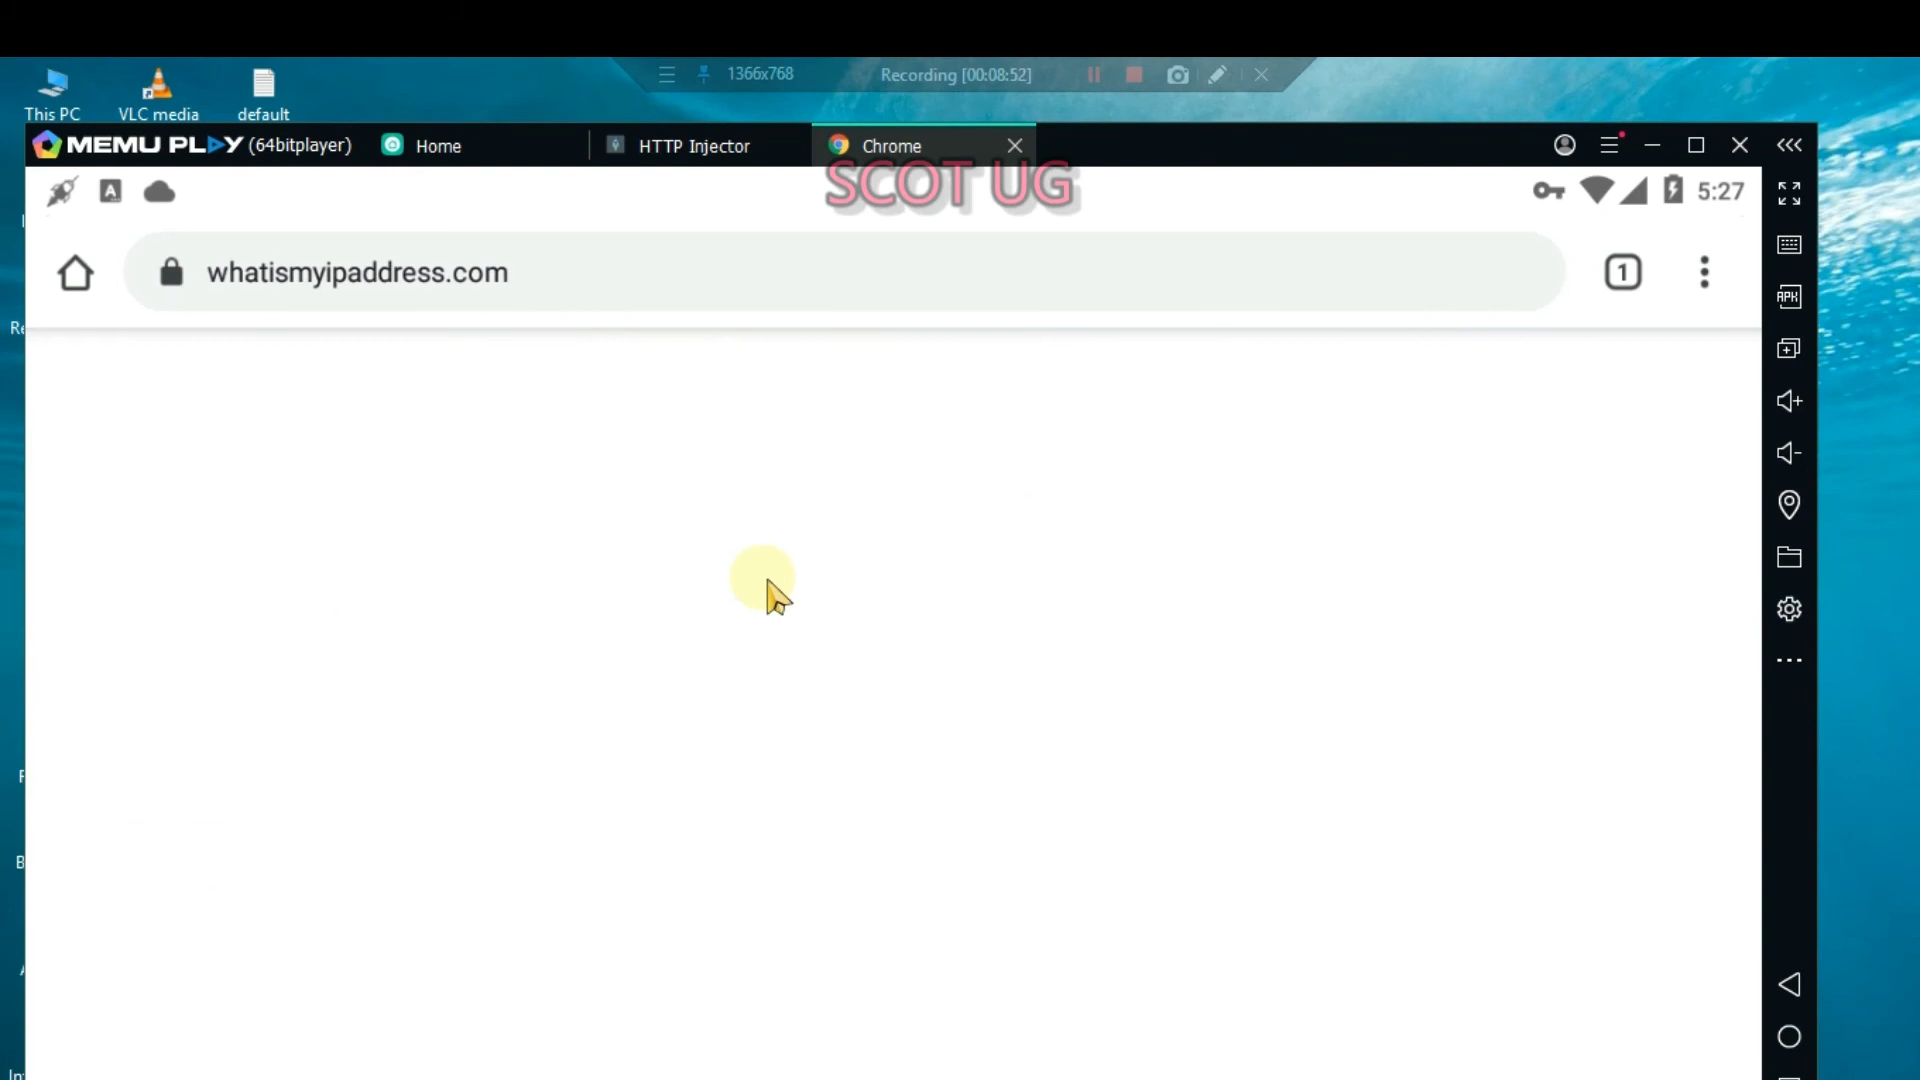 1366x768 Recording [00:08:52]
This PC VLC media default
MEMU PLAY (64bitplayer) Home HTTP Injector Chrome
SCOT UG
5:27
whatismyipaddress.com 1
APK